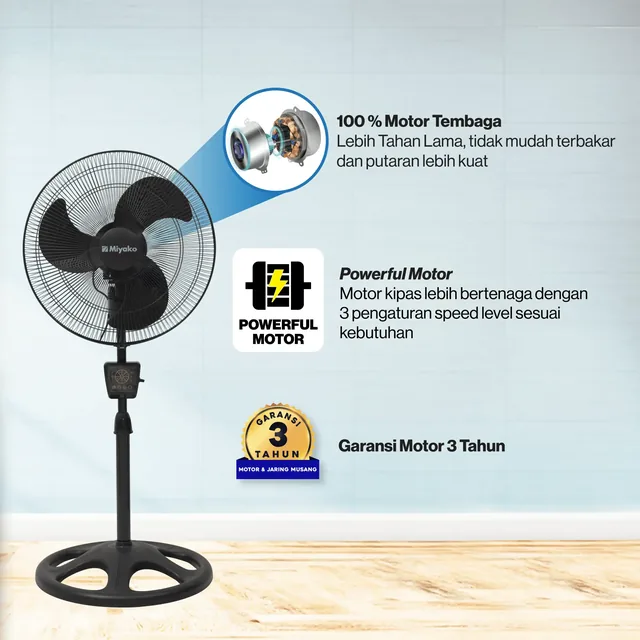 100 % Motor Tembaga
Lebih Tahan Lama, tidak mudah terbakar
dan putaran lebih kuat
Miyako
POWERFUL
MOTOR
Powerful Motor
Motor kipas lebih bertenaga dengan
3 pengaturan speed level sesuai
kebutuhan
GARANSI
3
TAHUN
MOTOR & JARING MUSANG
Garansi Motor 3 Tahun